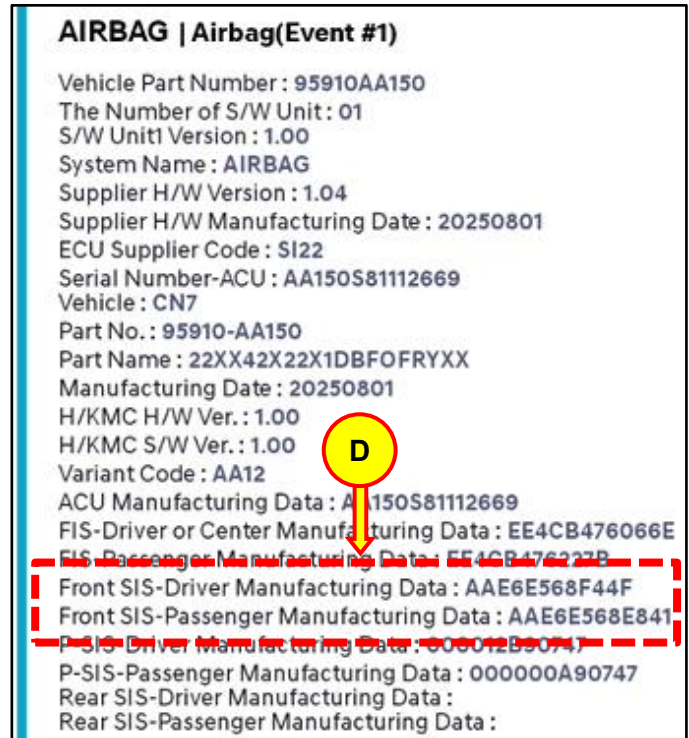 AIRBAG | Airbag(Event #1)
Vehicle Part Number : 95910AA150
The Number of S/W Unit : 01
S/W Unit1 Version : 1.00
System Name : AIRBAG
Supplier H/W Version : 1.04
Supplier H/W Manufacturing Date : 20250801
ECU Supplier Code : SI22
Serial Number-ACU : AA150S81112669
Vehicle : CN7
Part No. : 95910-AA150
Part Name : 22XX42X22X1DBFOFRYXX
Manufacturing Date : 20250801
H/KMC H/W Ver. : 1.00
H/KMC S/W Ver. : 1.00
D
Variant Code : AA12
ACU Manufacturing Data : AA150S81112669
FIS-Driver or Center Manufacturing Data : EE4CB476066E
FIS-Passenger Manufacturing Data : EE4CB476227B
Front SIS-Driver Manufacturing Data : AAE6E568F44F
Front SIS-Passenger Manufacturing Data : AAE6E568E841
P-SIS-Driver Manufacturing Data : 000012B90747
P-SIS-Passenger Manufacturing Data : 000000A90747
Rear SIS-Driver Manufacturing Data :
Rear SIS-Passenger Manufacturing Data :